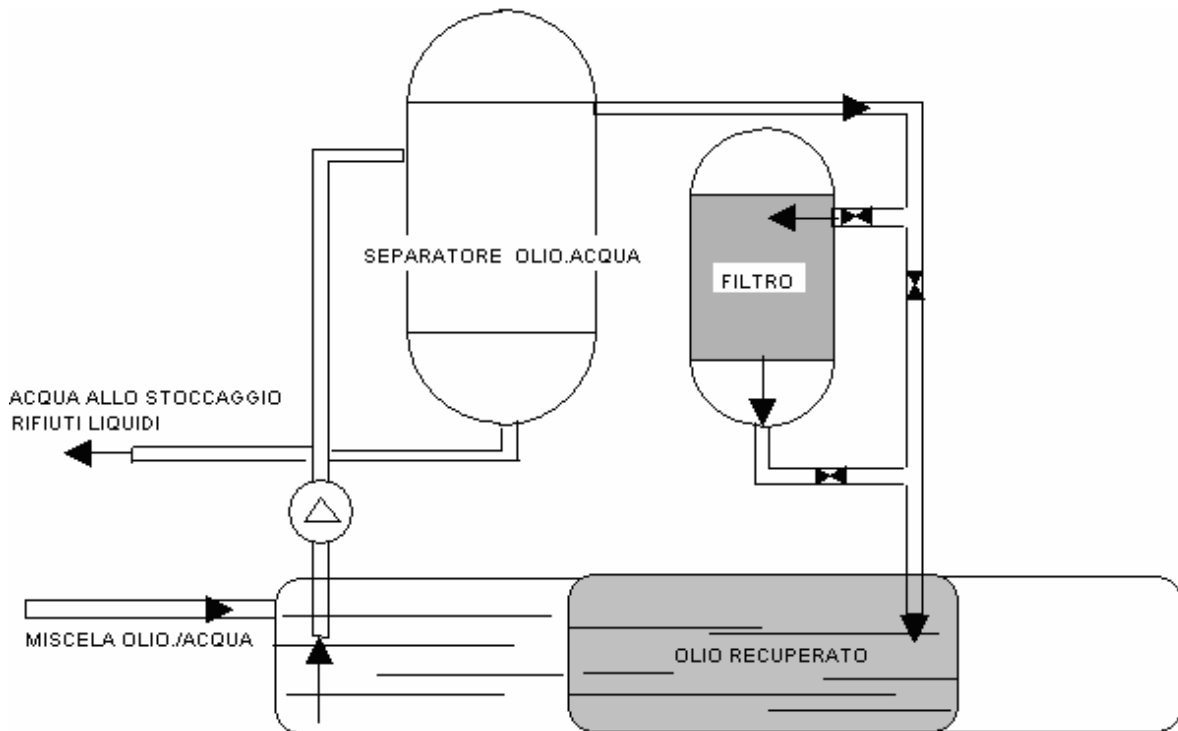 SEPARATORE OLIO.ACQUA
FILTRO
ACQUA ALLO STOCCAGGIO
RIFIUTI LIQUIDI
MISCELA OLIO./ACQUA
OLIO RECUPERATO